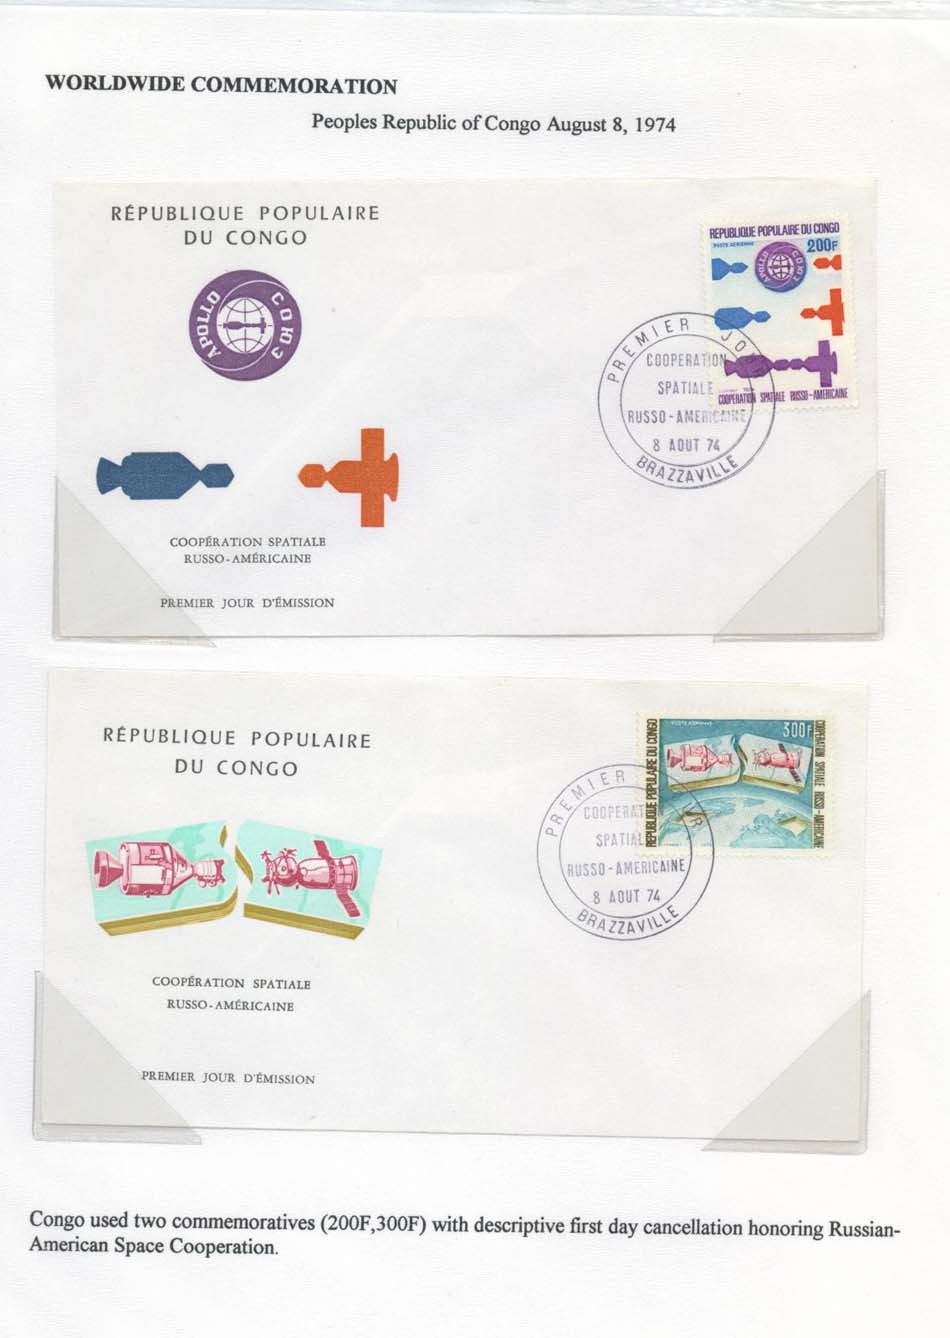 WORLDWIDE COMMEMORATION
Peoples Republic of Congo August 8, 1974
RÉPUBLIQUE POPULAIRE
DU CONGO
APOLLO
СОЮЗ
COOPÉRATION SPATIALE
RUSSO-AMÉRICAINE
PREMIER JOUR D'ÉMISSION
REPUBLIQUE POPULAIRE DU CONGO
POSTE AERIENNE
200F
APOLLO
СОЮЗ
COOPERATION SPATIALE RUSSO-AMERICAINE
PREMIER JO
COOPERATION
SPATIALE
RUSSO-AMERICAINE
8 AOUT 74
BRAZZAVILLE
RÉPUBLIQUE POPULAIRE
DU CONGO
COOPÉRATION SPATIALE
RUSSO-AMÉRICAINE
PREMIER JOUR D'ÉMISSION
REPUBLIQUE POPULAIRE DU CONGO
POSTE AERIENNE
300F
COOPERATION SPATIALE RUSSO-AMERICAINE
PREMIER JOUR
COOPERAT
SPATIAL
RUSSO-AMERICAINE
8 AOUT 74
BRAZZAVILLE
Congo used two commemoratives (200F,300F) with descriptive first day cancellation honoring Russian-
American Space Cooperation.